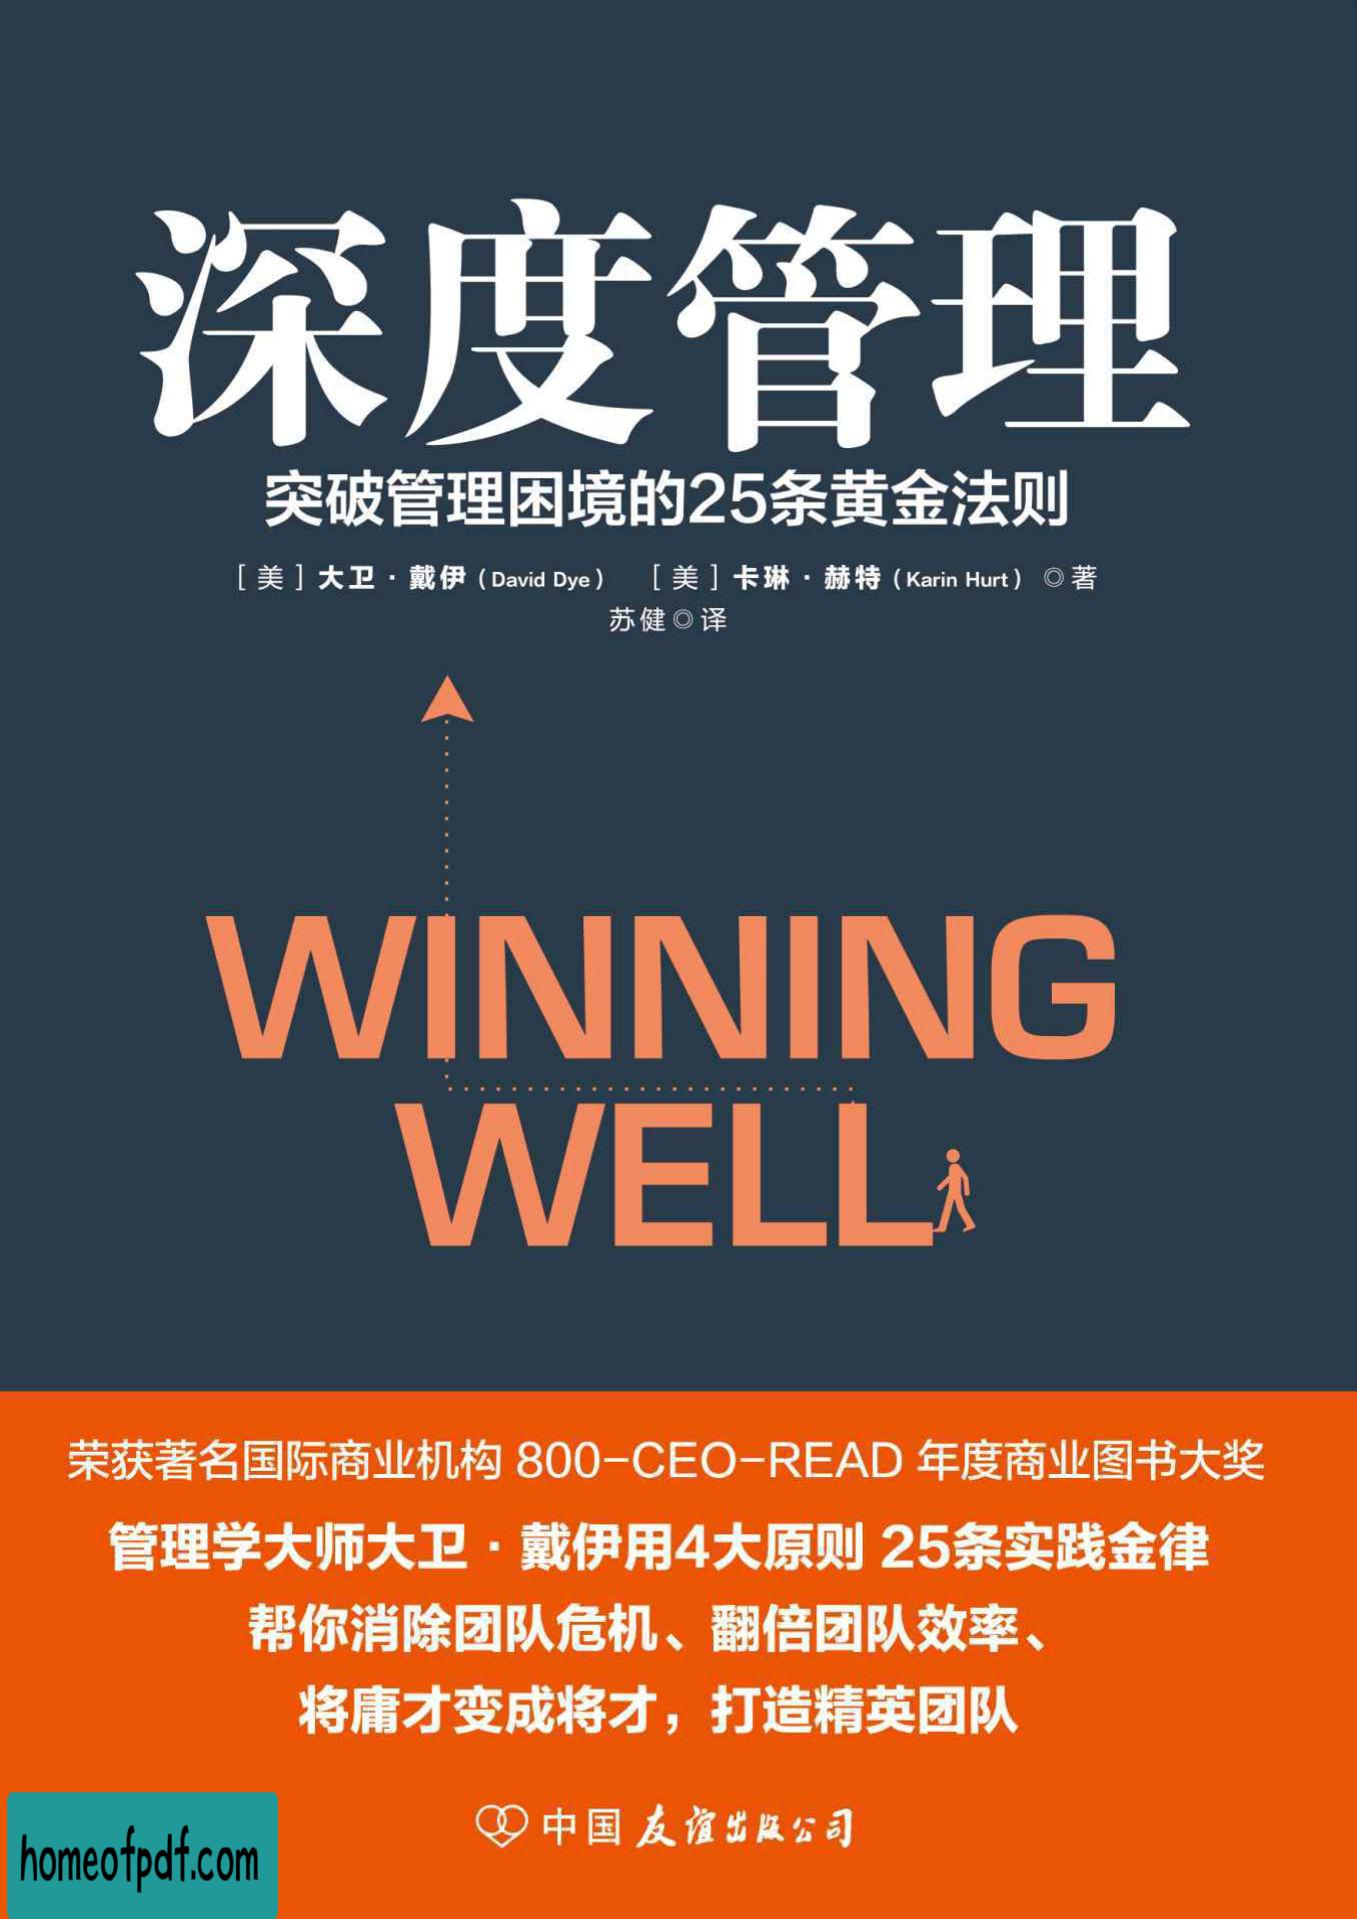 深度管理
突破管理困境的25条黄金法则
［美］大卫·戴伊（David Dye） ［美］卡琳·赫特（Karin Hurt）◎著
苏健◎译
WINNING
WELL
荣获著名国际商业机构 800-CEO-READ 年度商业图书大奖
管理学大师大卫·戴伊用4大原则 25条实践金律
帮你消除团队危机、翻倍团队效率、
将庸才变成将才，打造精英团队
中国友谊出版公司
homeofpdf.com